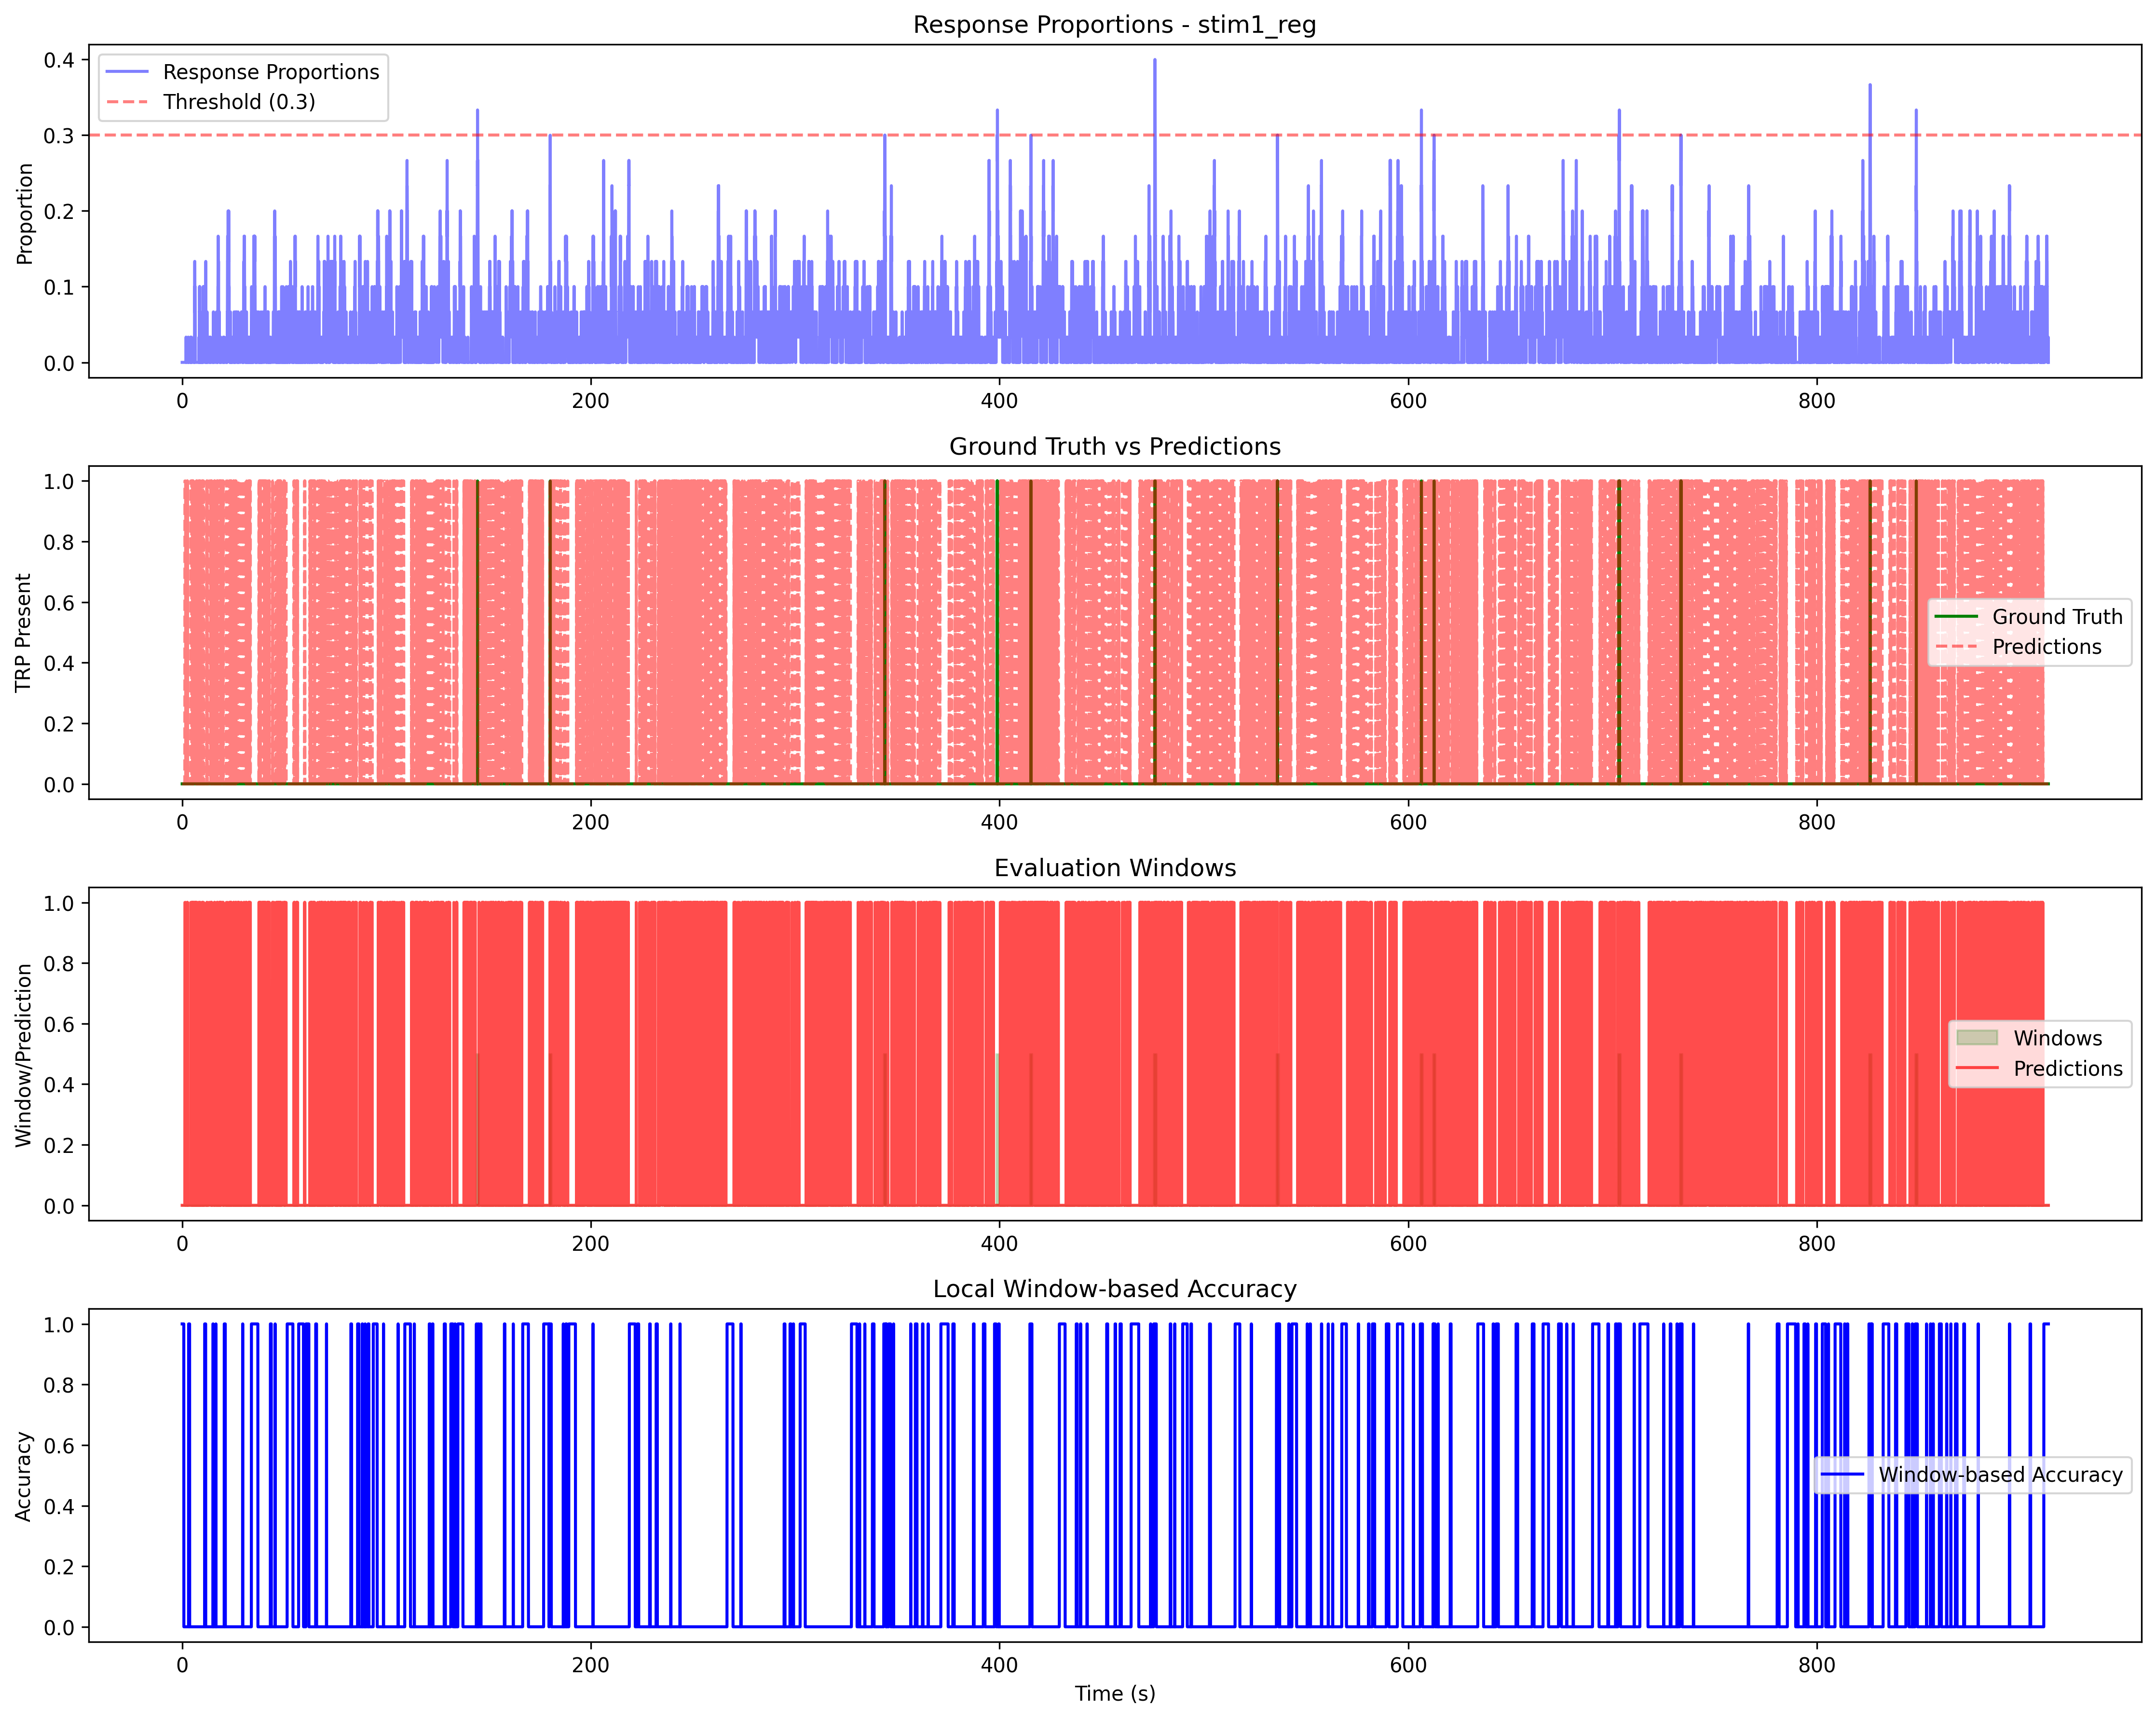 Response Proportions - stim1_reg
Response Proportions
Threshold (0.3)
Proportion
0.4
0.3
0.2
0.1
0.0
0 200 400 600 800
Ground Truth vs Predictions
Ground Truth
Predictions
TRP Present
1.0
0.8
0.6
0.4
0.2
0.0
0 200 400 600 800
Evaluation Windows
Windows
Predictions
Window/Prediction
1.0
0.8
0.6
0.4
0.2
0.0
0 200 400 600 800
Local Window-based Accuracy
Window-based Accuracy
Accuracy
1.0
0.8
0.6
0.4
0.2
0.0
0 200 400 600 800
Time (s)